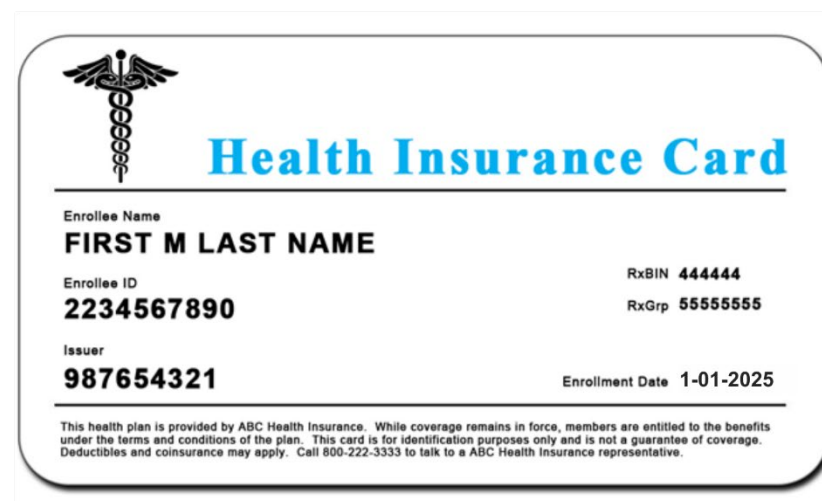 Health Insurance Card
Enrollee Name
FIRST M LAST NAME
Enrollee ID
2234567890
RxBIN 444444
RxGrp 55555555
Issuer
987654321
Enrollment Date 1-01-2025
This health plan is provided by ABC Health Insurance. While coverage remains in force, members are entitled to the benefits
under the terms and conditions of the plan. This card is for identification purposes only and is not a guarantee of coverage.
Deductibles and coinsurance may apply. Call 800-222-3333 to talk to a ABC Health Insurance representative.